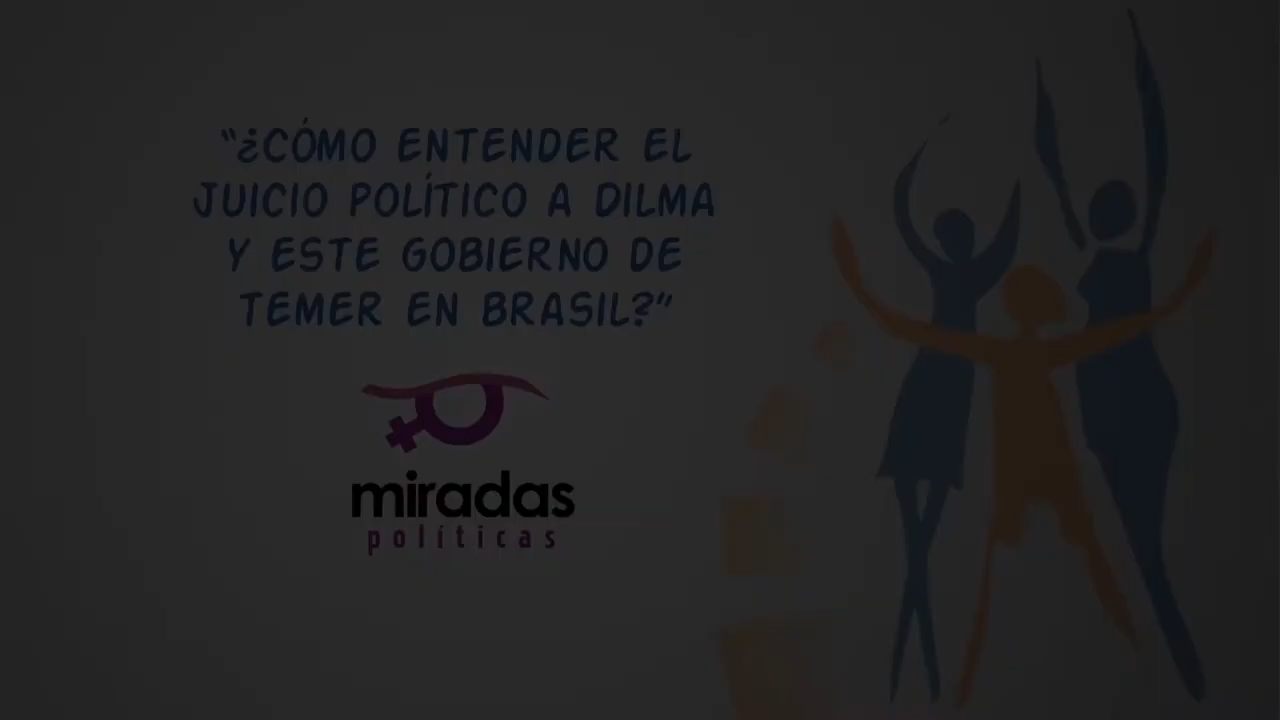 “¿CÓMO ENTENDER EL
JUICIO POLÍTICO A DILMA
Y ESTE GOBIERNO DE
TEMER EN BRASIL?”
miradas
políticas